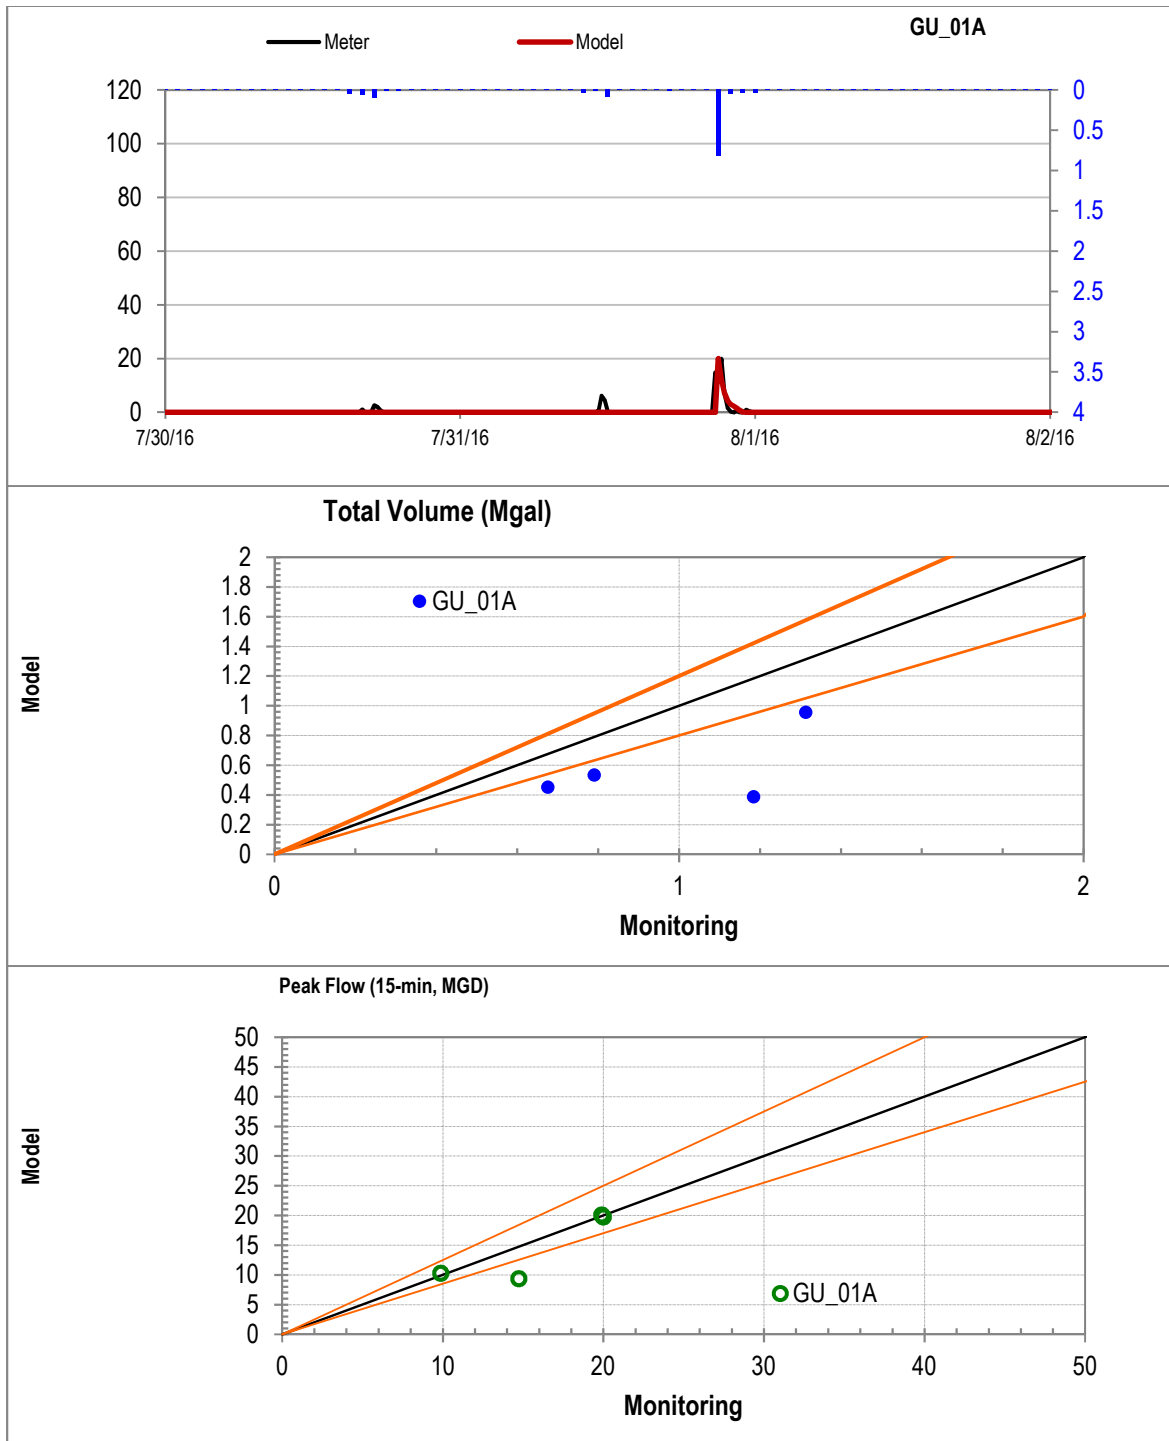 GU_01A
Meter Model
120 0
100 0.5
80 1
60 1.5
40 2
20 2.5
0 3
3.5
4
7/30/16 7/31/16 8/1/16 8/2/16
Total Volume (Mgal)
Model
2
1.8
1.6
1.4
1.2
1
0.8
0.6
0.4
0.2
0
GU_01A
0 1 2
Monitoring
Peak Flow (15-min, MGD)
Model
50
45
40
35
30
25
20
15
10
5
0
GU_01A
0 10 20 30 40 50
Monitoring